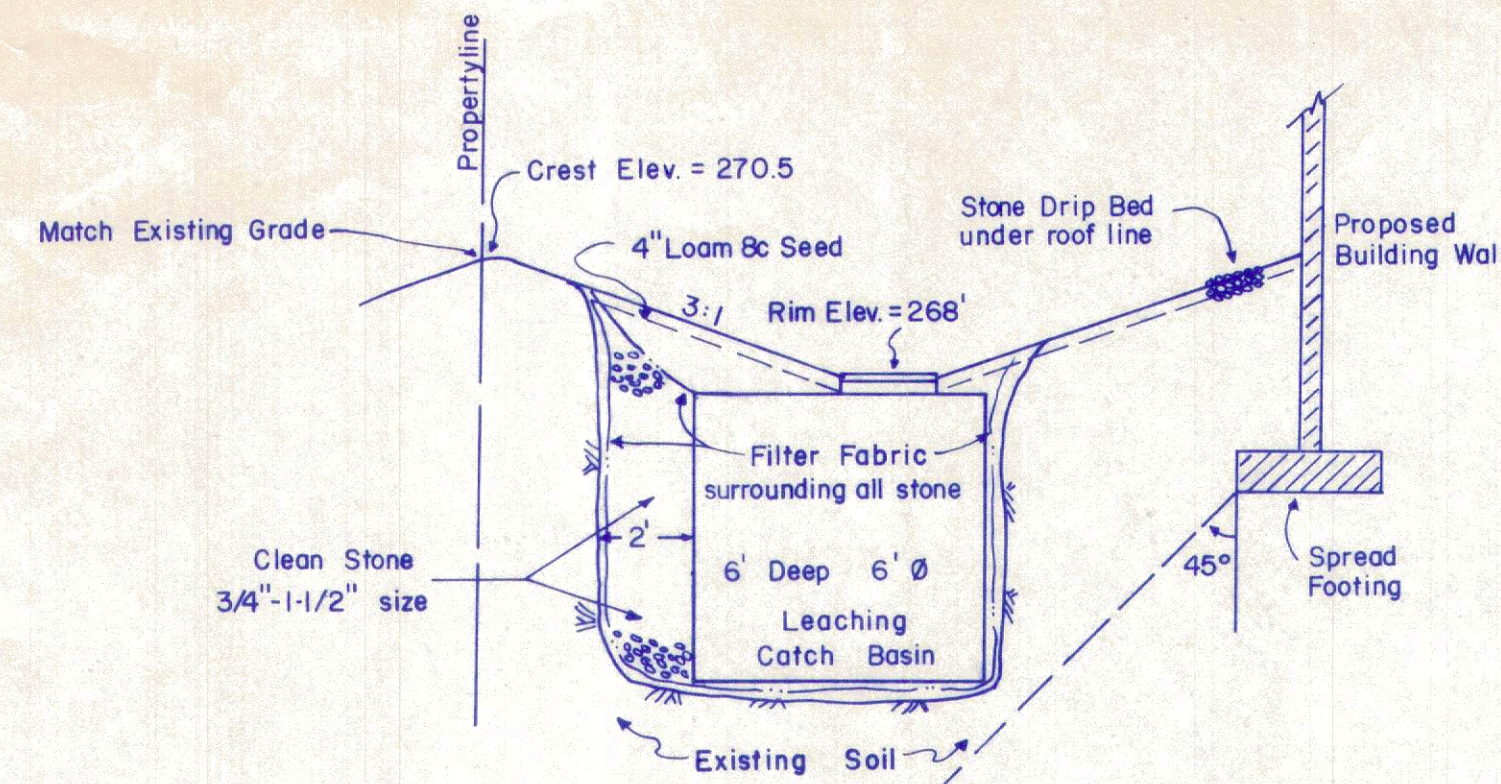 Propertyline
Crest Elev. = 270.5
Match Existing Grade
4" Loam & Seed
3:1
Rim Elev. = 268'
Stone Drip Bed
under roof line
Proposed
Building Wal
Filter Fabric
surrounding all stone
2'
Clean Stone
3/4"-1-1/2" size
6' Deep 6' Ø
Leaching
Catch Basin
45°
Spread
Footing
Existing Soil